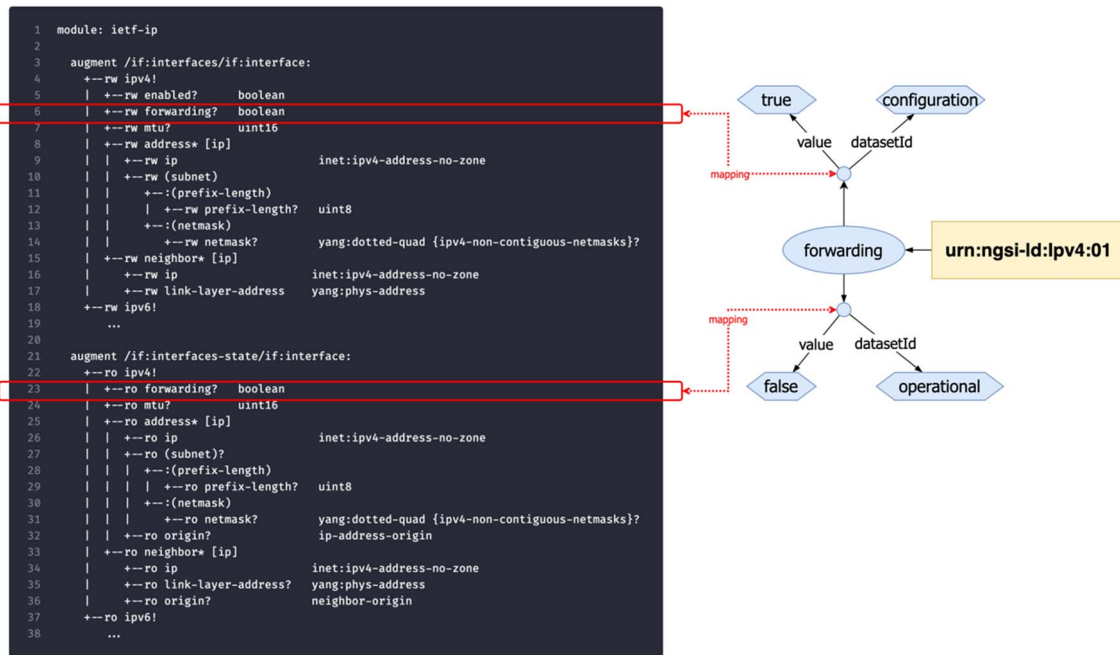 1 module: ietf-ip
2
3 augment /if:interfaces/if:interface:
4 +--rw ipv4!
5 | +--rw enabled? boolean
6 | +--rw forwarding? boolean
7 | +--rw mtu? uint16
8 | +--rw address* [ip]
9 | | +--rw ip inet:ipv4-address-no-zone
10 | | +--rw (subnet)
11 | | +--:(prefix-length)
12 | | | +--rw prefix-length? uint8
13 | | +--:(netmask)
14 | | +--rw netmask? yang:dotted-quad {ipv4-non-contiguous-netmasks}?
15 | +--rw neighbor* [ip]
16 | +--rw ip inet:ipv4-address-no-zone
17 | +--rw link-layer-address yang:phys-address
18 +--rw ipv6!
19 ...
20
21 augment /if:interfaces-state/if:interface:
22 +--ro ipv4!
23 | +--ro forwarding? boolean
24 | +--ro mtu? uint16
25 | +--ro address* [ip]
26 | | +--ro ip inet:ipv4-address-no-zone
27 | | +--ro (subnet)?
28 | | | +--:(prefix-length)
29 | | | | +--ro prefix-length? uint8
30 | | | +--:(netmask)
31 | | | +--ro netmask? yang:dotted-quad {ipv4-non-contiguous-netmasks}?
32 | | +--ro origin? ip-address-origin
33 | +--ro neighbor* [ip]
34 | +--ro ip inet:ipv4-address-no-zone
35 | +--ro link-layer-address? yang:phys-address
36 | +--ro origin? neighbor-origin
37 +--ro ipv6!
38 ...
true configuration
value datasetId
mapping
forwarding urn:ngsi-ld:Ipv4:01
mapping
value datasetId
false operational